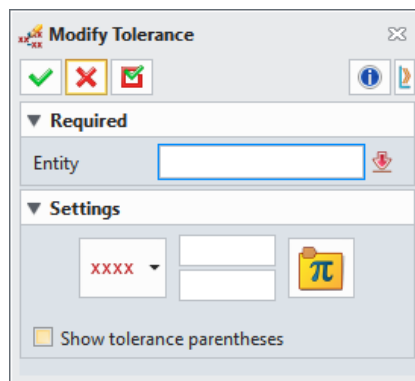 Modify Tolerance
Required
Entity
Settings
xxxx
π
Show tolerance parentheses